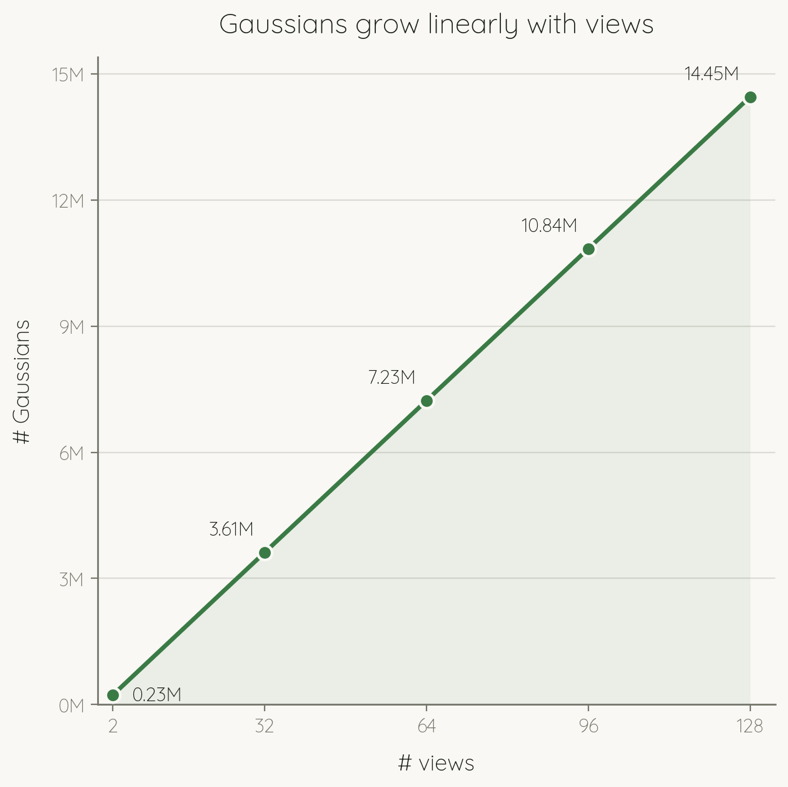 Gaussians grow linearly with views
15M
12M
9M
6M
3M
0M
# Gaussians
14.45M
10.84M
7.23M
3.61M
0.23M
2 32 64 96 128
# views